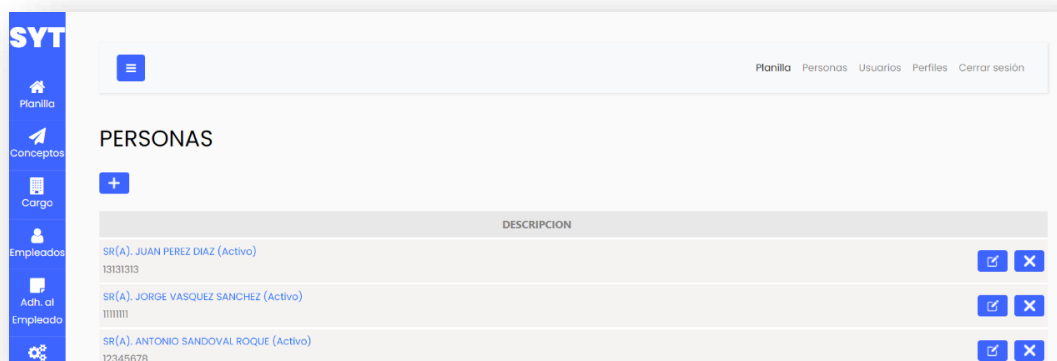 SYT
Planilla
Conceptos
Cargo
Empleados
Adh. al
Empleado
Planilla Personas Usuarios Perfiles Cerrar sesión
PERSONAS
DESCRIPCION
SR(A). JUAN PEREZ DIAZ (Activo)
13131313
SR(A). JORGE VASQUEZ SANCHEZ (Activo)
11111111
SR(A). ANTONIO SANDOVAL ROQUE (Activo)
12345678